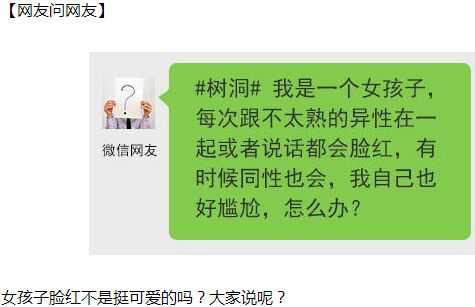 【网友问网友】
#树洞# 我是一个女孩子，
每次跟不太熟的异性在一
起或者说话都会脸红，有
时候同性也会，我自己也
好尴尬，怎么办？
?
微信网友
女孩子脸红不是挺可爱的吗？大家说呢？